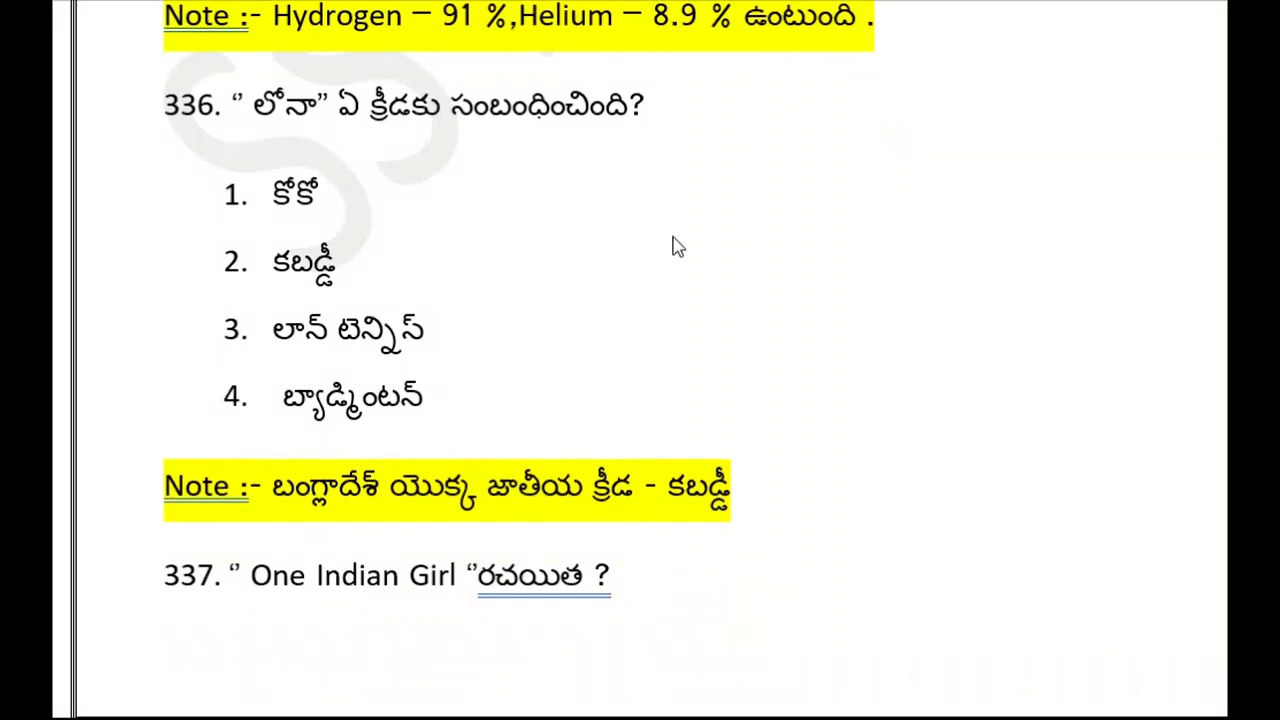 Note :- Hydrogen – 91 %,Helium – 8.9 % ఉంటుంది .
336. “ లోనా” ఏ క్రీడకు సంబంధించింది?
1. కోకో
2. కబడ్డీ
3. లాన్ టెన్నిస్
4. బ్యాడ్మింటన్
Note :- బంగ్లాదేశ్ యొక్క జాతీయ క్రీడ - కబడ్డీ
337. “ One Indian Girl “రచయిత ?